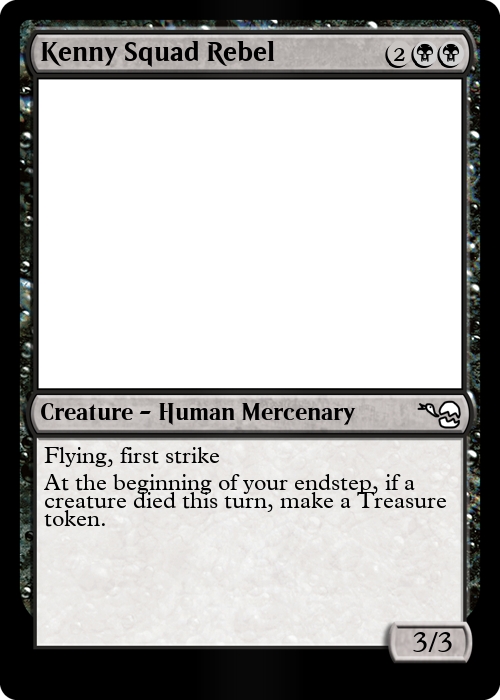 Kenny Squad Rebel 2
Creature – Human Mercenary
Flying, first strike
At the beginning of your endstep, if a
creature died this turn, make a Treasure
token.
3/3